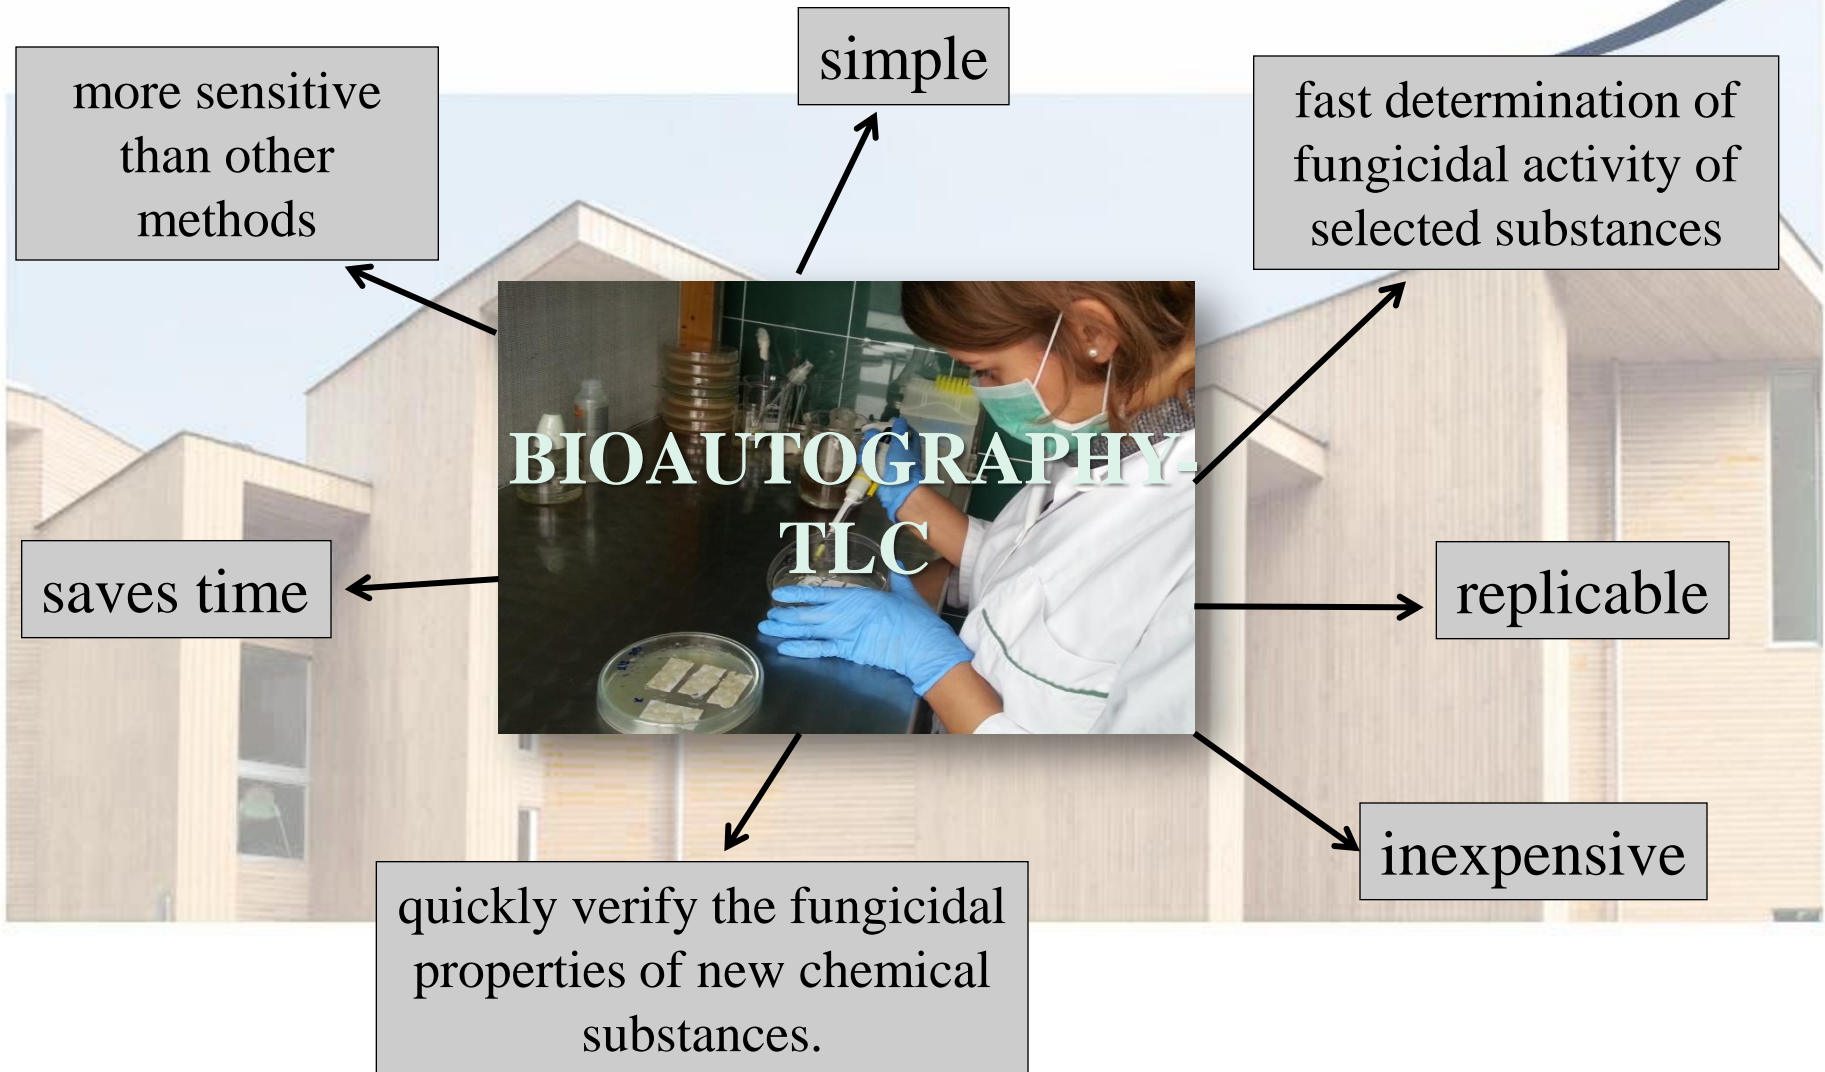 simple
more sensitive
than other
methods
fast determination of
fungicidal activity of
selected substances
BIOAUTOGRAPHY-
TLC
saves time
replicable
inexpensive
quickly verify the fungicidal
properties of new chemical
substances.